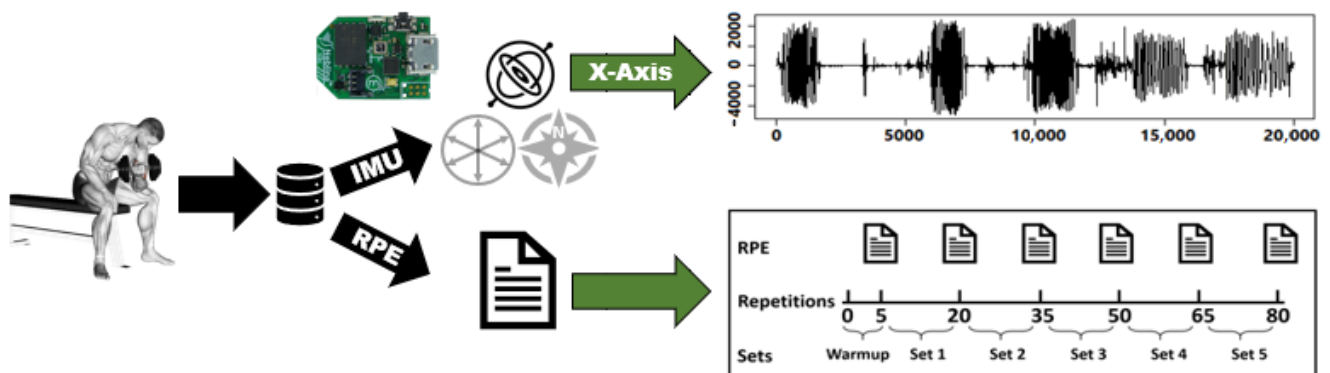 X-Axis
2000
0
-4000
0
5000
10,000
15,000
20,000
N
IMU
RPE
RPE
Repetitions
0 5 20 35 50 65 80
Sets
Warmup Set 1 Set 2 Set 3 Set 4 Set 5